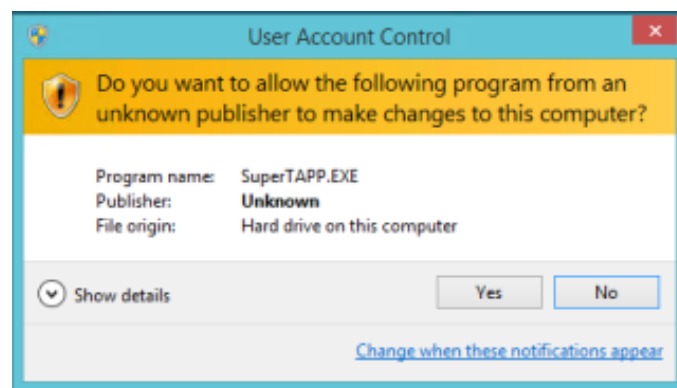 User Account Control
Do you want to allow the following program from an
unknown publisher to make changes to this computer?
Program name: SuperTAPP.EXE
Publisher: Unknown
File origin: Hard drive on this computer
Show details Yes No
Change when these notifications appear